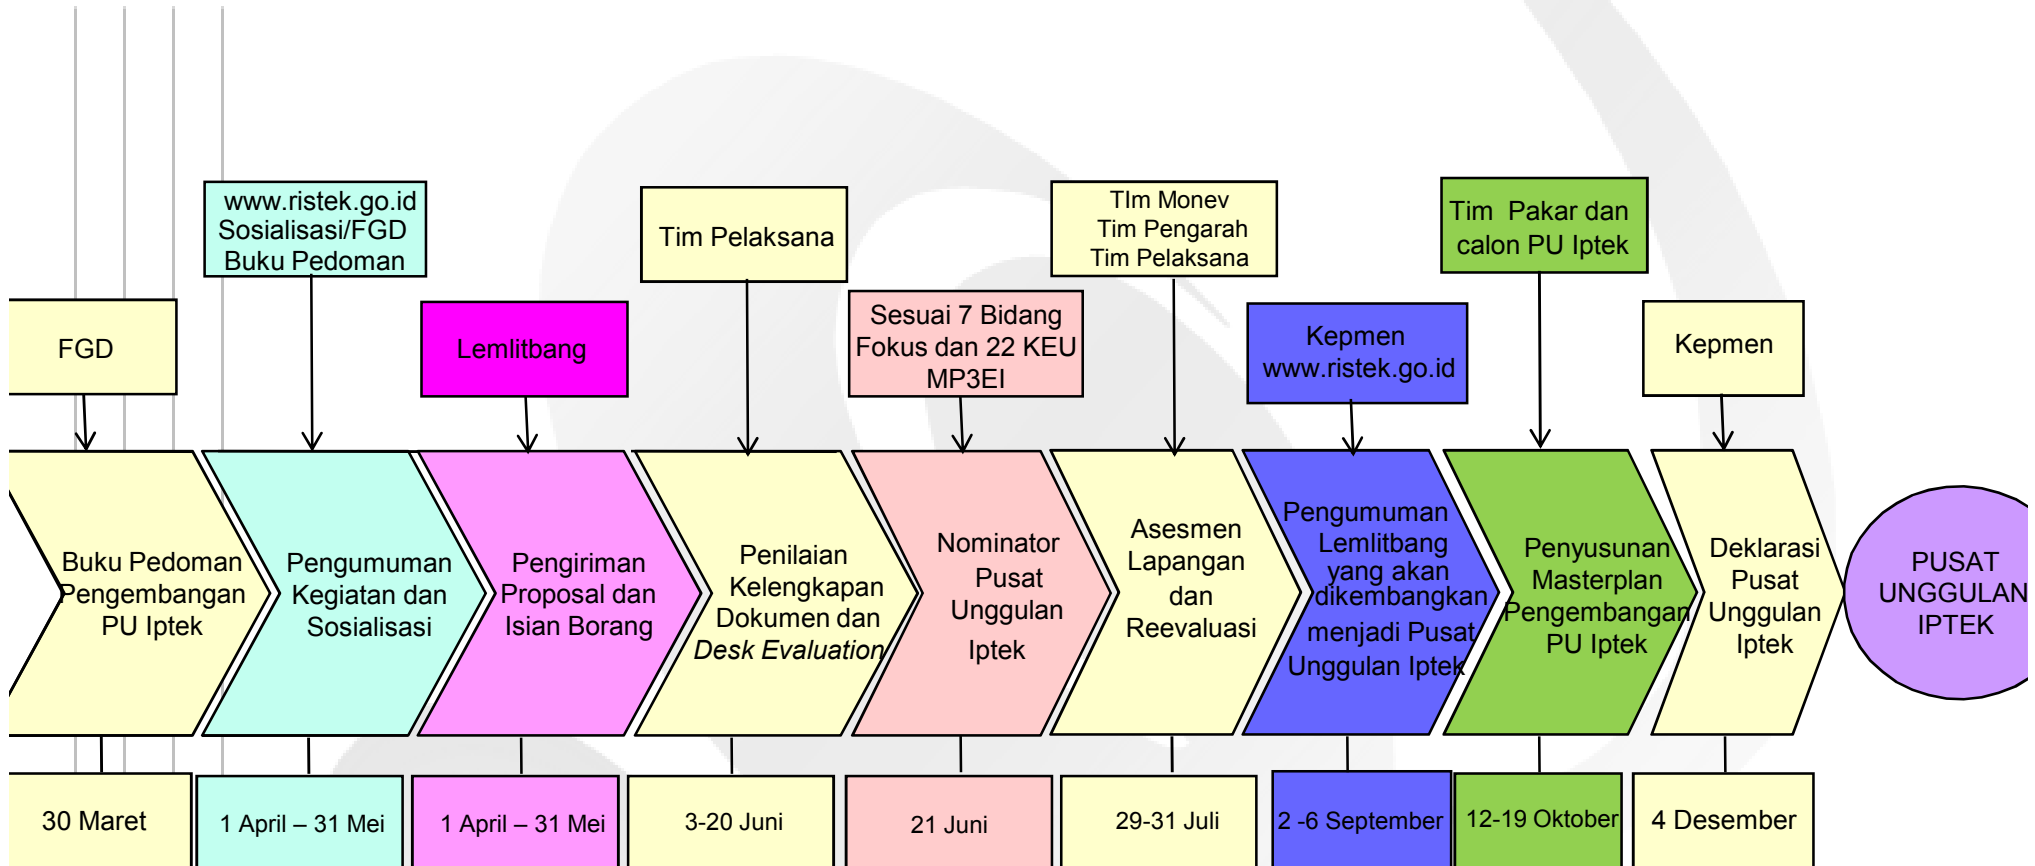 www.ristek.go.id
Sosialisasi/FGD
Buku Pedoman
Tim Pelaksana
TIm Monev
Tim Pengarah
Tim Pelaksana
Tim Pakar dan
calon PU Iptek
FGD
Lemlitbang
Sesuai 7 Bidang
Fokus dan 22 KEU
MP3EI
Kepmen
www.ristek.go.id
Kepmen
Buku Pedoman
Pengembangan
PU Iptek
Pengumuman
Kegiatan dan
Sosialisasi
Pengiriman
Proposal dan
Isian Borang
Penilaian
Kelengkapan
Dokumen dan
Desk Evaluation
Nominator
Pusat
Unggulan
Iptek
Asesmen
Lapangan
dan
Reevaluasi
Pengumuman
Lemlitbang
yang akan
dikembangkan
menjadi Pusat
Unggulan Iptek
Penyusunan
Masterplan
Pengembangan
PU Iptek
Deklarasi
Pusat
Unggulan
Iptek
PUSAT
UNGGULAN
IPTEK
30 Maret
1 April – 31 Mei
1 April – 31 Mei
3-20 Juni
21 Juni
29-31 Juli
2 -6 September
12-19 Oktober
4 Desember